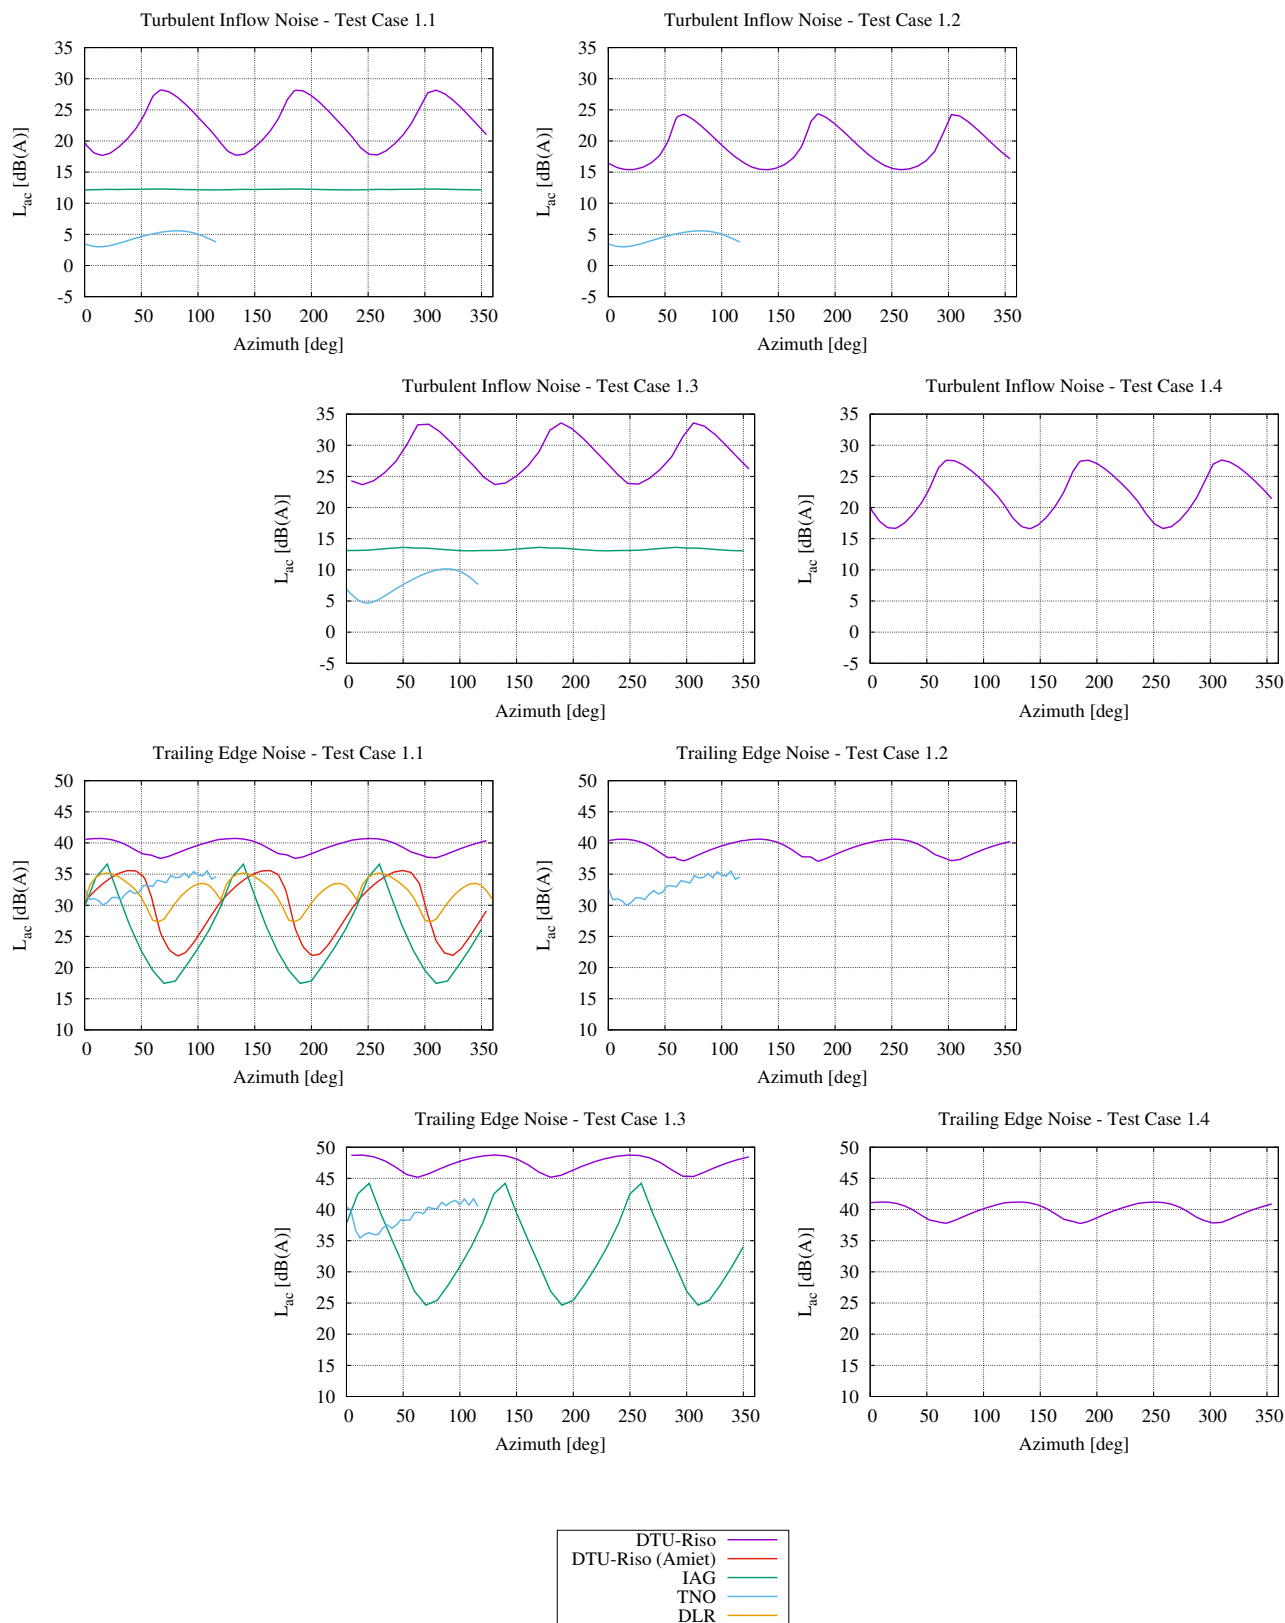 Turbulent Inflow Noise - Test Case 1.1
35
30
25
20
15
10
5
0
-5
L_ac [dB(A)]
0 50 100 150 200 250 300 350
Azimuth [deg]
Turbulent Inflow Noise - Test Case 1.2
35
30
25
20
15
10
5
0
-5
L_ac [dB(A)]
0 50 100 150 200 250 300 350
Azimuth [deg]
Turbulent Inflow Noise - Test Case 1.3
35
30
25
20
15
10
5
0
-5
L_ac [dB(A)]
0 50 100 150 200 250 300 350
Azimuth [deg]
Turbulent Inflow Noise - Test Case 1.4
35
30
25
20
15
10
5
0
-5
L_ac [dB(A)]
0 50 100 150 200 250 300 350
Azimuth [deg]
Trailing Edge Noise - Test Case 1.1
50
45
40
35
30
25
20
15
10
L_ac [dB(A)]
0 50 100 150 200 250 300 350
Azimuth [deg]
Trailing Edge Noise - Test Case 1.2
50
45
40
35
30
25
20
15
10
L_ac [dB(A)]
0 50 100 150 200 250 300 350
Azimuth [deg]
Trailing Edge Noise - Test Case 1.3
50
45
40
35
30
25
20
15
10
L_ac [dB(A)]
0 50 100 150 200 250 300 350
Azimuth [deg]
Trailing Edge Noise - Test Case 1.4
50
45
40
35
30
25
20
15
10
L_ac [dB(A)]
0 50 100 150 200 250 300 350
Azimuth [deg]
DTU-Riso
DTU-Riso (Amiet)
IAG
TNO
DLR